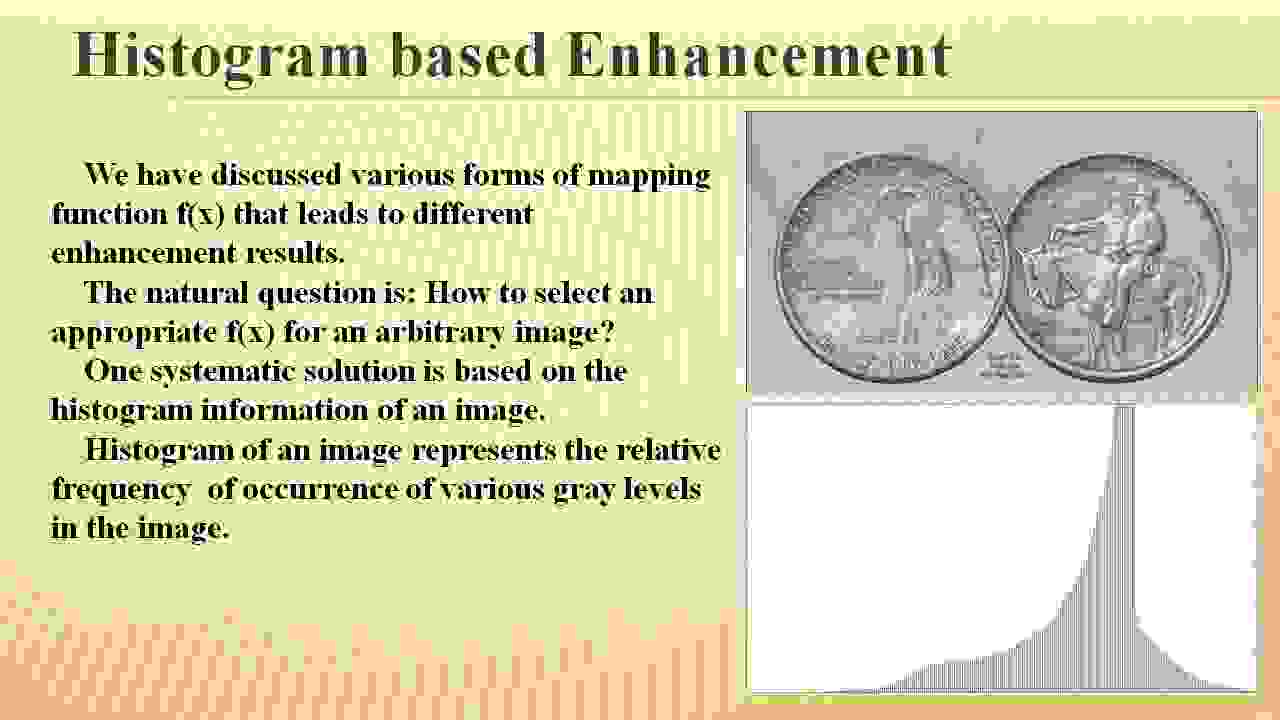 Histogram based Enhancement
We have discussed various forms of mapping
function f(x) that leads to different
enhancement results.
The natural question is: How to select an
appropriate f(x) for an arbitrary image?
One systematic solution is based on the
histogram information of an image.
Histogram of an image represents the relative
frequency of occurrence of various gray levels
in the image.